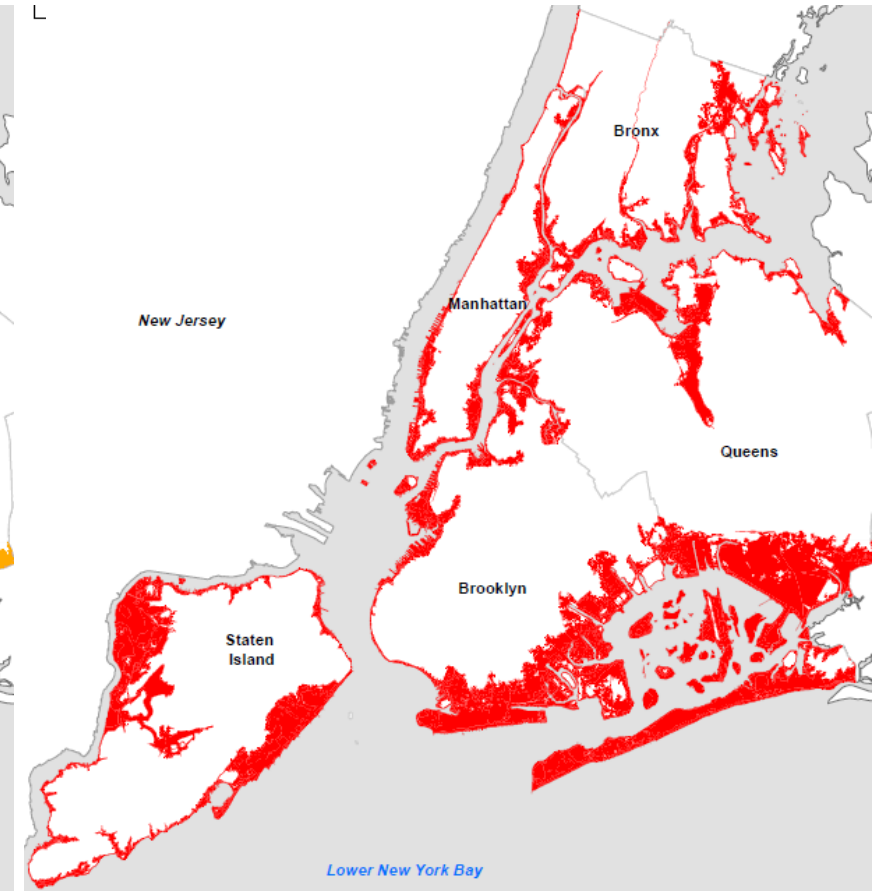 Bronx
Manhattan
New Jersey
Queens
Brooklyn
Staten
Island
Lower New York Bay